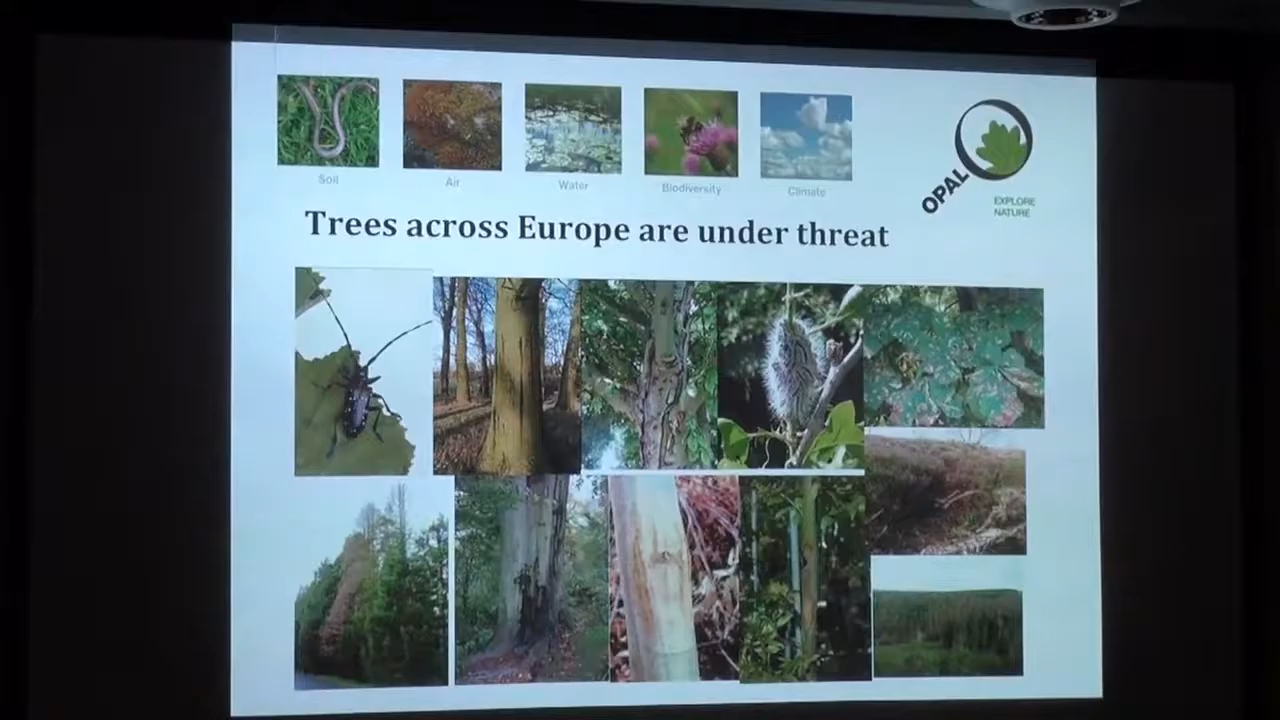 Soil
Air
Water
Biodiversity
Climate
OPAL
EXPLORE
NATURE
Trees across Europe are under threat